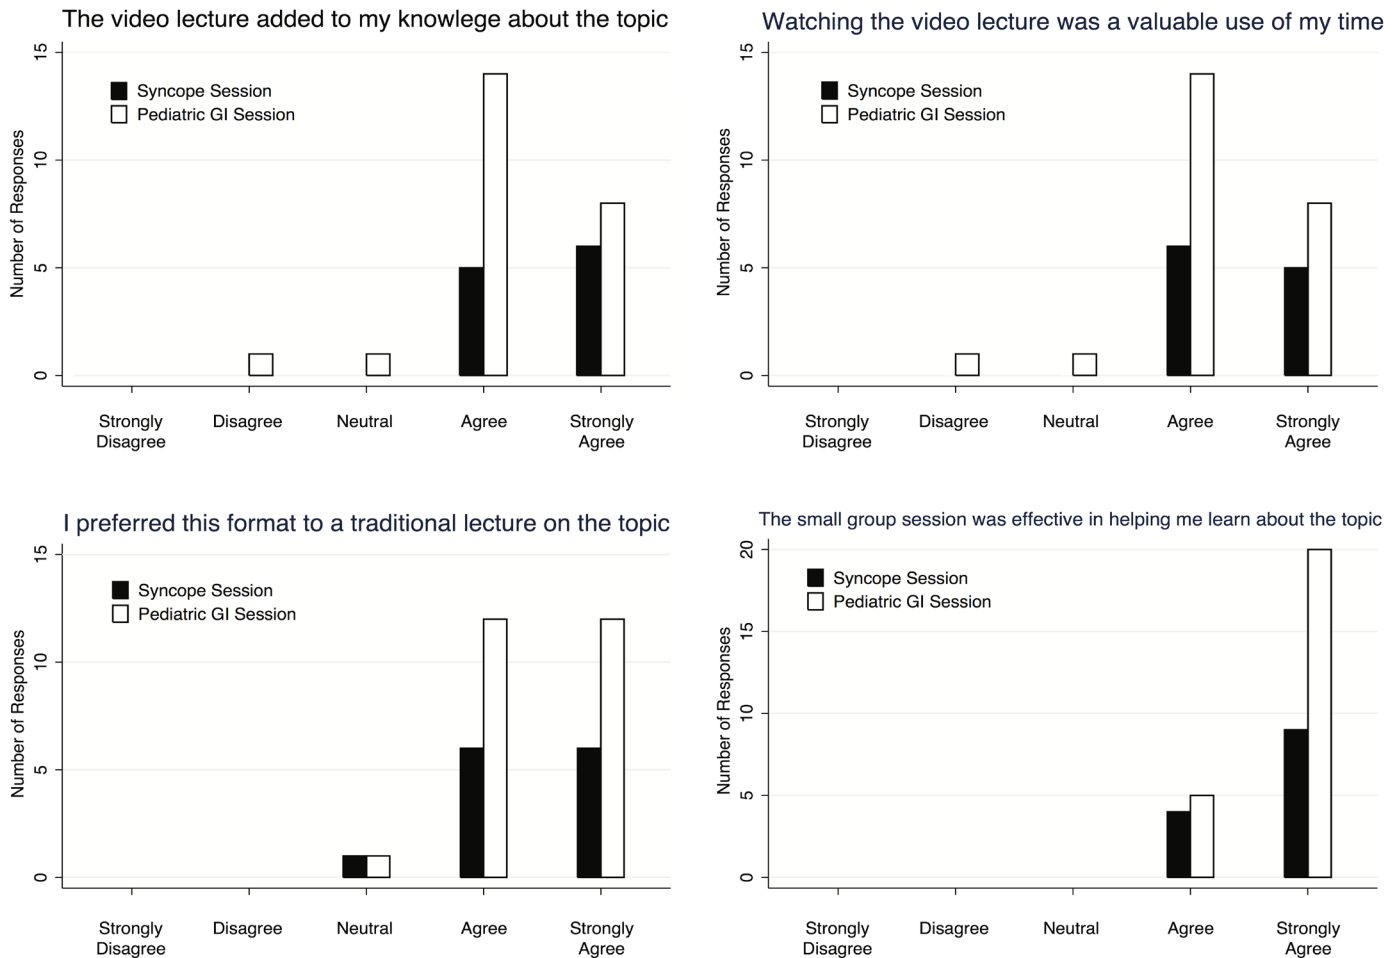 The video lecture added to my knowlege about the topic
15
10
5
0
Number of Responses
Syncope Session
Pediatric GI Session
Strongly Disagree
Disagree
Neutral
Agree
Strongly Agree
Watching the video lecture was a valuable use of my time
15
10
5
0
Number of Responses
Syncope Session
Pediatric GI Session
Strongly Disagree
Disagree
Neutral
Agree
Strongly Agree
I preferred this format to a traditional lecture on the topic
15
10
5
0
Number of Responses
Syncope Session
Pediatric GI Session
Strongly Disagree
Disagree
Neutral
Agree
Strongly Agree
The small group session was effective in helping me learn about the topic
20
15
10
5
0
Number of Responses
Syncope Session
Pediatric GI Session
Strongly Disagree
Disagree
Neutral
Agree
Strongly Agree